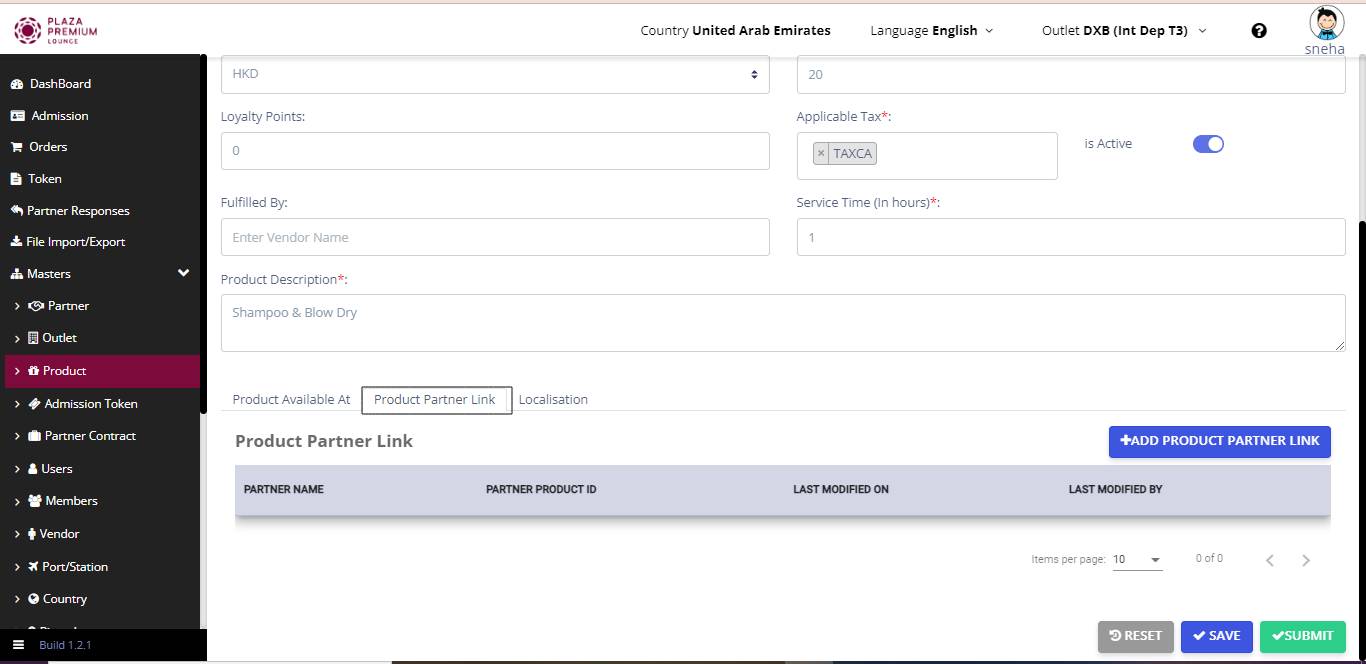 PLAZA
PREMIUM
LOUNGE
Country United Arab Emirates
Language English
Outlet DXB (Int Dep T3)
sneha
DashBoard
Admission
Orders
Token
Partner Responses
File Import/Export
Masters
Partner
Outlet
Product
Admission Token
Partner Contract
Users
Members
Vendor
Port/Station
Country
Build 1.2.1
HKD
20
Loyalty Points:
0
Applicable Tax*:
× TAXCA
is Active
Fulfilled By:
Enter Vendor Name
Service Time (In hours)*:
1
Product Description*:
Shampoo & Blow Dry
Product Available At
Product Partner Link
Localisation
Product Partner Link
+ADD PRODUCT PARTNER LINK
PARTNER NAME PARTNER PRODUCT ID LAST MODIFIED ON LAST MODIFIED BY
Items per page: 10 0 of 0
RESET
SAVE
SUBMIT